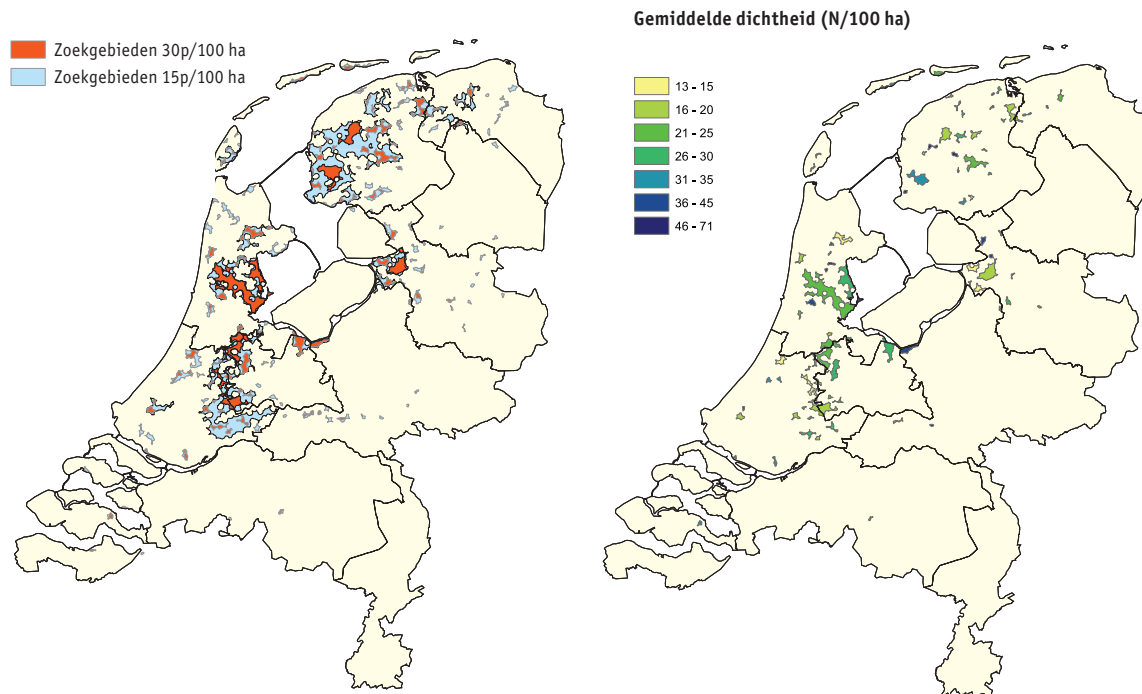 Zoekgebieden 30p/100 ha
Zoekgebieden 15p/100 ha
Gemiddelde dichtheid (N/100 ha)
13 - 15
16 - 20
21 - 25
26 - 30
31 - 35
36 - 45
46 - 71